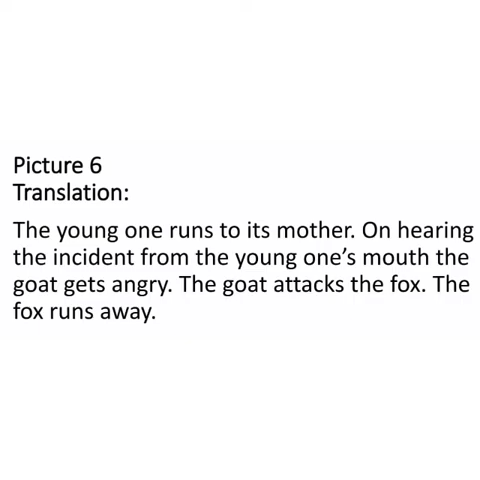 Picture 6
Translation:
The young one runs to its mother. On hearing
the incident from the young one’s mouth the
goat gets angry. The goat attacks the fox. The
fox runs away.